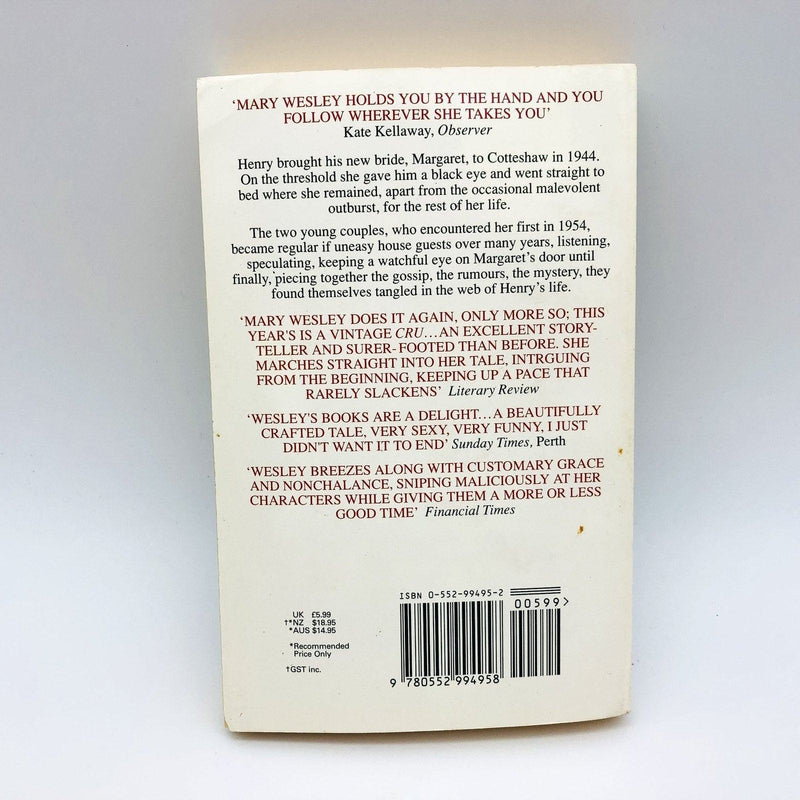 ‘MARY WESLEY HOLDS YOU BY THE HAND AND YOU
FOLLOW WHEREVER SHE TAKES YOU’
Kate Kellaway, Observer
Henry brought his new bride, Margaret, to Cotteshaw in 1944.
On the threshold she gave him a black eye and went straight to
bed where she remained, apart from the occasional malevolent
outburst, for the rest of her life.
The two young couples, who encountered her first in 1954,
became regular if uneasy house guests over many years, listening,
speculating, keeping a watchful eye on Margaret’s door until
finally, piecing together the gossip, the rumours, the mystery, they
found themselves tangled in the web of Henry’s life.
‘MARY WESLEY DOES IT AGAIN, ONLY MORE SO; THIS
YEAR’S IS A VINTAGE CRU…AN EXCELLENT STORY-
TELLER AND SURER-FOOTED THAN BEFORE. SHE
MARCHES STRAIGHT INTO HER TALE, INTRGUING
FROM THE BEGINNING, KEEPING UP A PACE THAT
RARELY SLACKENS’ Literary Review
‘WESLEY’S BOOKS ARE A DELIGHT…A BEAUTIFULLY
CRAFTED TALE, VERY SEXY, VERY FUNNY, I JUST
DIDN’T WANT IT TO END’ Sunday Times, Perth
‘WESLEY BREEZES ALONG WITH CUSTOMARY GRACE
AND NONCHALANCE, SNIPING MALICIOUSLY AT HER
CHARACTERS WHILE GIVING THEM A MORE OR LESS
GOOD TIME’ Financial Times
UK £5.99
†*NZ $18.95
*AUS $14.95
*Recommended
Price Only
†GST inc.
ISBN 0-552-99495-2
00599>
9 780552 994958